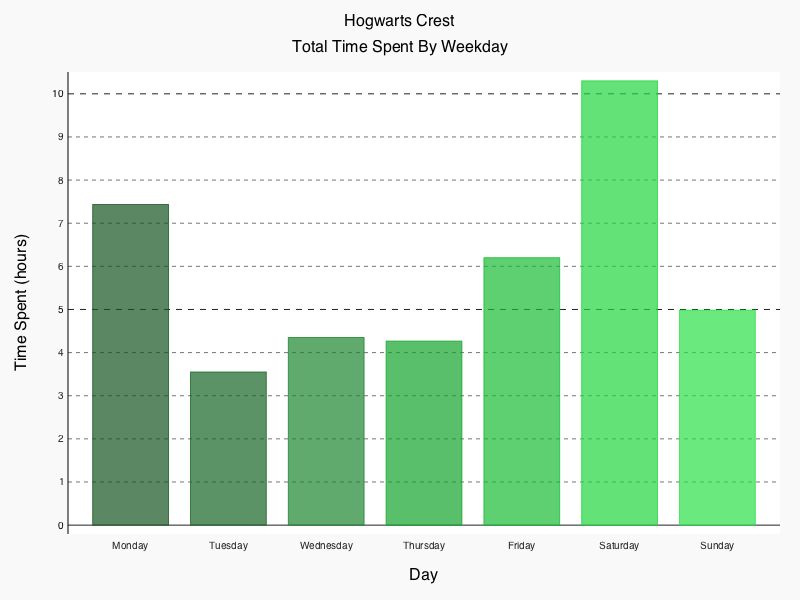 Hogwarts Crest
Total Time Spent By Weekday
Time Spent (hours)
10
9
8
7
6
5
4
3
2
1
0
Monday Tuesday Wednesday Thursday Friday Saturday Sunday
Day